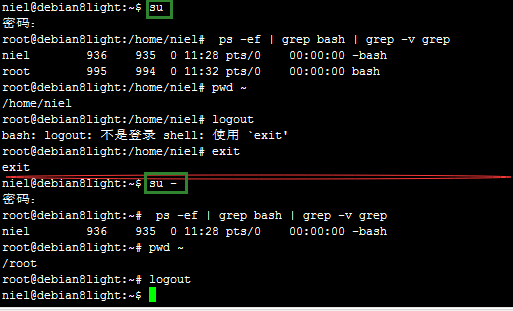 niel@debian8light:~$ su
密码：
root@debian8light:/home/niel#  ps -ef | grep bash | grep -v grep
niel       936   935  0 11:28 pts/0    00:00:00 -bash
root       995   994  0 11:32 pts/0    00:00:00 bash
root@debian8light:/home/niel# pwd ~
/home/niel
root@debian8light:/home/niel# logout
bash: logout: 不是登录 shell: 使用 `exit'
root@debian8light:/home/niel# exit
exit
niel@debian8light:~$ su -
密码：
root@debian8light:~#  ps -ef | grep bash | grep -v grep
niel       936   935  0 11:28 pts/0    00:00:00 -bash
root@debian8light:~# pwd ~
/root
root@debian8light:~# logout
niel@debian8light:~$